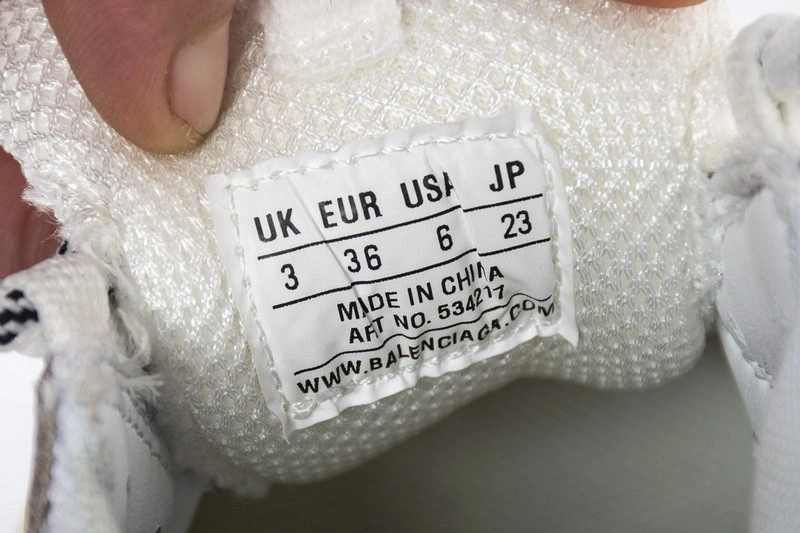 UK EUR USA JP
3 36 6 23
MADE IN CHINA
ART NO. 534217
WWW.BALENCIAGA.COM